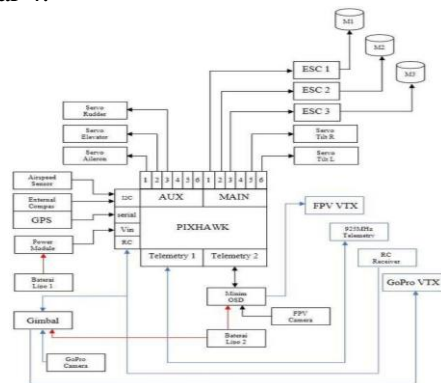 M1
M2
M3
ESC 1
ESC 2
ESC 3
Servo
Rudder
Servo
Elevator
Servo
Aileron
Servo
Tilt R
Servo
Tilt L
1 2 3 4 5 6 1 2 3 4 5 6
AUX MAIN
Airspeed
Sensor
External
Compas
GPS
Power
Module
I2C
serial
Vin
RC
PIXHAWK
Telemetry 1 Telemetry 2
FPV VTX
925MHz
Telemetry
RC
Receiver
GoPro VTX
Baterai
Line 1
Minim
OSD
FPV
Camera
Gimbal
Baterai
Line 2
GoPro
Camera